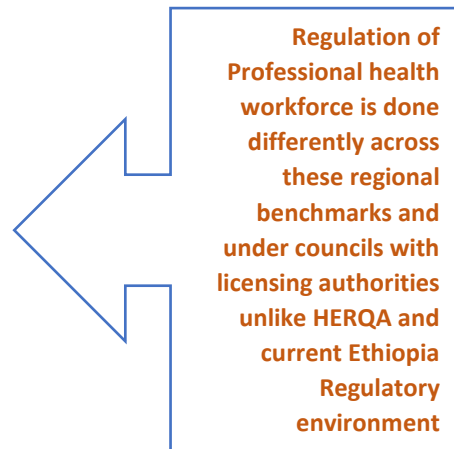 Regulation of
Professional health
workforce is done
differently across
these regional
benchmarks and
under councils with
licensing authorities
unlike HERQA and
current Ethiopia
Regulatory
environment